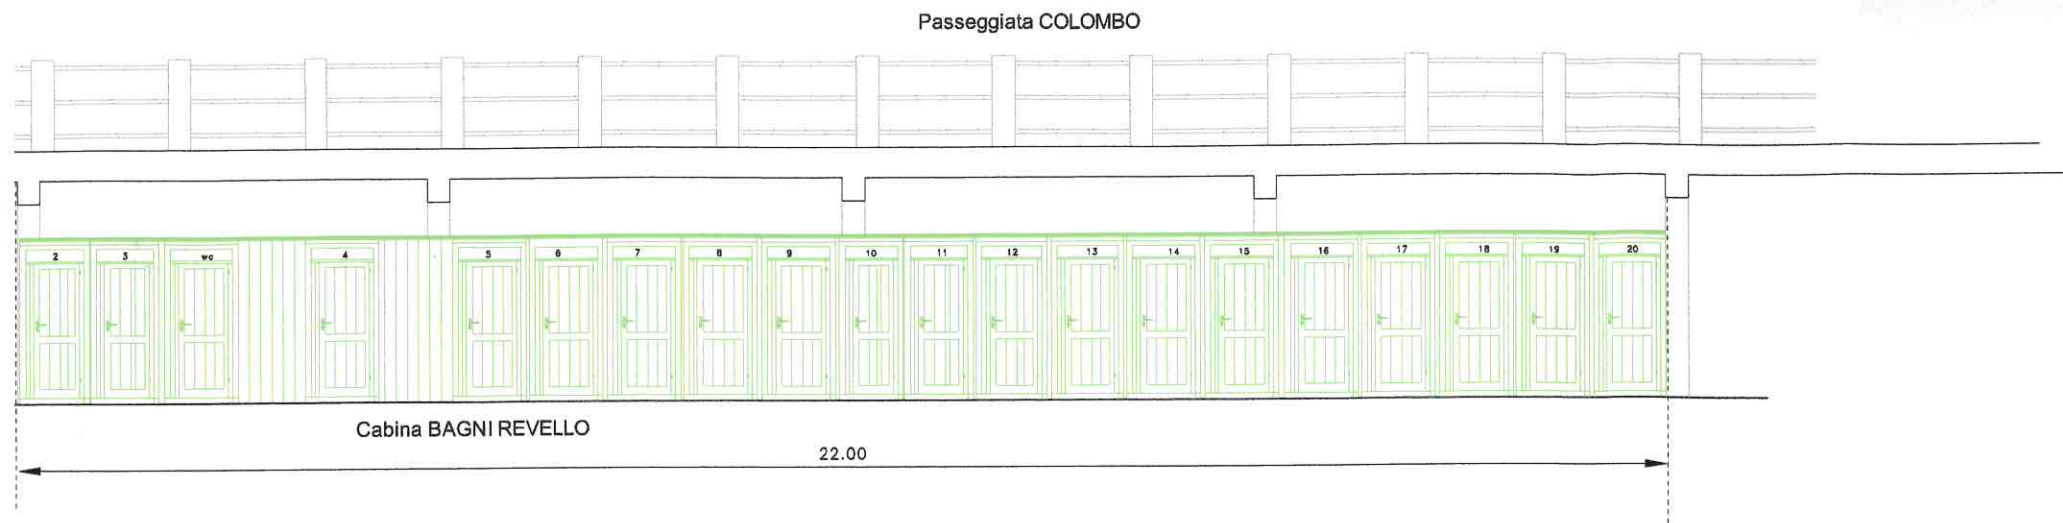 Passeggiata COLOMBO
2 3 wc 4 5 6 7 8 9 10 11 12 13 14 15 16 17 18 19 20
Cabina BAGNI REVELLO
22.00